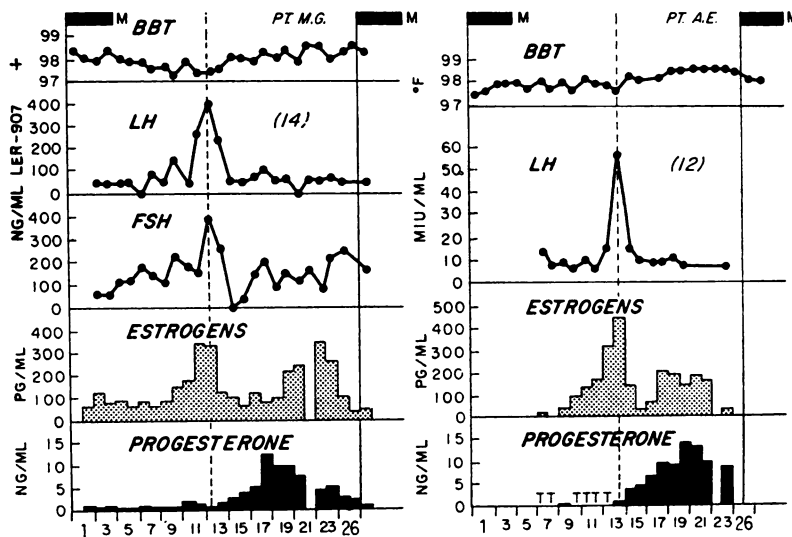 M
BBT
PT. M.G.
99
98
97
+
NG/ML LER-907
400
300
200
100
0
LH
(14)
NG/ML
400
300
200
100
0
FSH
PG/ML
400
300
200
100
0
ESTROGENS
NG/ML
15
10
5
0
PROGESTERONE
1 3 5 7 9 11 13 15 17 19 21 23 26
M
M
PT. A.E.
BBT
°F
99
98
97
MIU/ML
60
50
40
30
20
10
0
LH
(12)
PG/ML
500
400
300
200
100
0
ESTROGENS
NG/ML
15
10
5
0
PROGESTERONE
T T T T T T
1 3 5 7 9 11 13 15 17 19 21 23 26
M